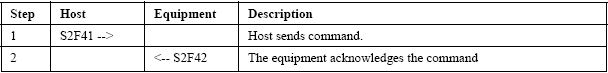 Step Host Equipment Description
1 S2F41 --> Host sends command.
2 <-- S2F42 The equipment acknowledges the command